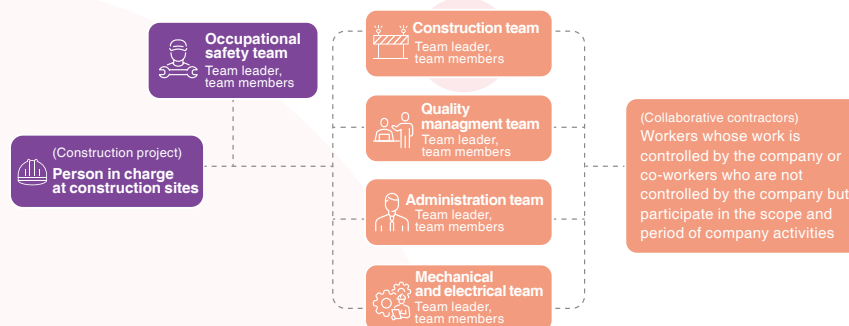 Occupational
safety team
Team leader,
team members
(Construction project)
Person in charge
at construction sites
Construction team
Team leader,
team members
Quality
managment team
Team leader,
team members
Administration team
Team leader,
team members
Mechanical
and electrical team
Team leader,
team members
(Collaborative contractors)
Workers whose work is
controlled by the company or
co-workers who are not
controlled by the company but
participate in the scope and
period of company activities